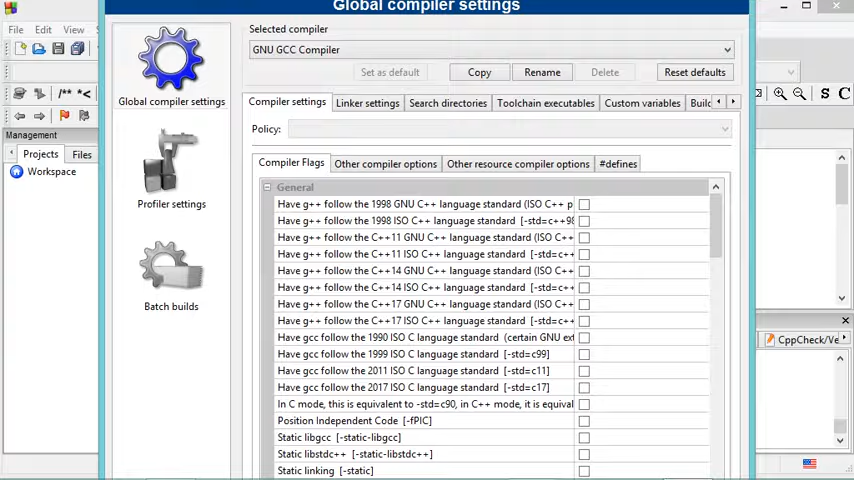 Global compiler settings
File Edit
Selected compiler
GNU GCC Compiler
Set as default Copy Rename Delete Reset defaults
Global compiler settings
Compiler settings Linker settings Search directories Toolchain executables Custom variables Builc
/** *< S C
Policy:
Management
Projects Files
Workspace
Compiler Flags Other compiler options Other resource compiler options #defines
General
Have g++ follow the 1998 GNU C++ language standard (ISO C++ p
Have g++ follow the 1998 ISO C++ language standard [-std=c++98
Have g++ follow the C++11 GNU C++ language standard (ISO C++
Have g++ follow the C++11 ISO C++ language standard [-std=c++
Have g++ follow the C++14 GNU C++ language standard (ISO C++
Have g++ follow the C++14 ISO C++ language standard [-std=c++
Have g++ follow the C++17 GNU C++ language standard (ISO C++
Have g++ follow the C++17 ISO C++ language standard [-std=c++
Have gcc follow the 1990 ISO C language standard (certain GNU ext
Have gcc follow the 1999 ISO C language standard [-std=c99]
Have gcc follow the 2011 ISO C language standard [-std=c11]
Have gcc follow the 2017 ISO C language standard [-std=c17]
In C mode, this is equivalent to -std=c90, in C++ mode, it is equival
Position Independent Code [-fPIC]
Static libgcc [-static-libgcc]
Static libstdc++ [-static-libstdc++]
Static linking [-static]
Profiler settings
Batch builds
CppCheck/Ve